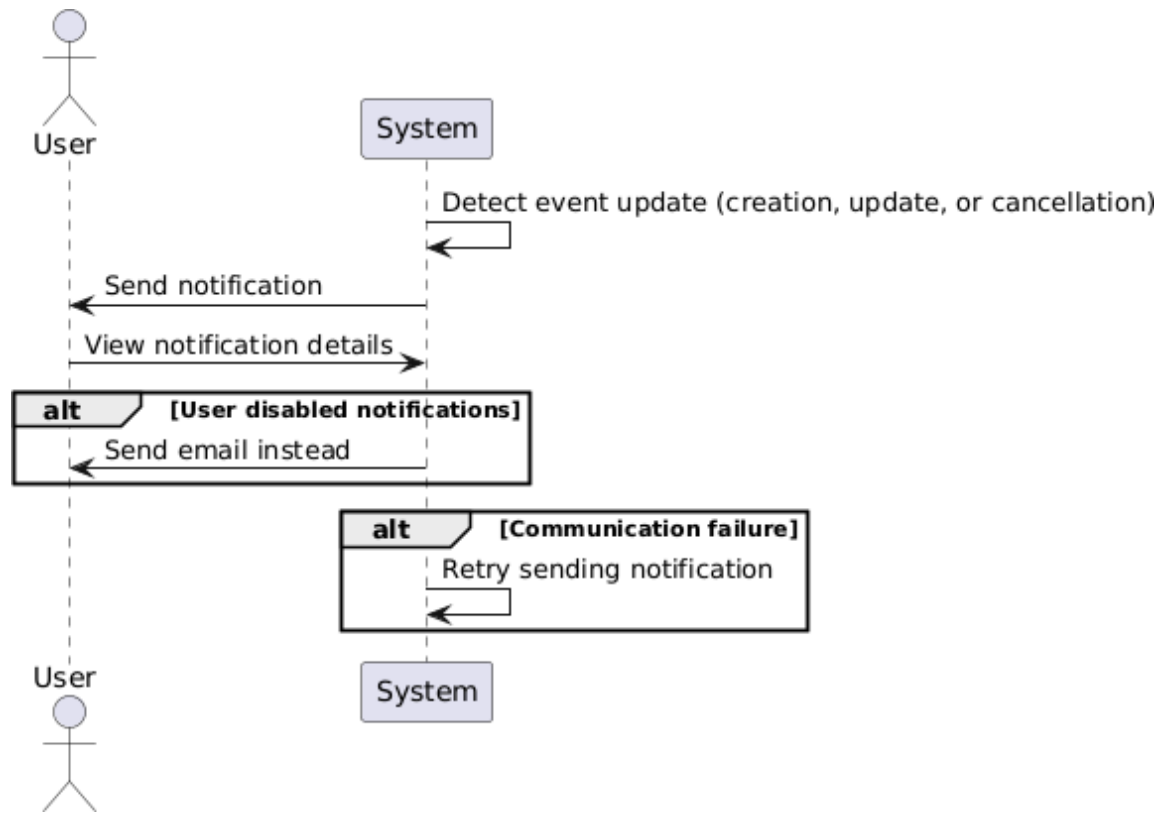 User
System
Detect event update (creation, update, or cancellation)
Send notification
View notification details
alt [User disabled notifications]
Send email instead
alt [Communication failure]
Retry sending notification
User
System